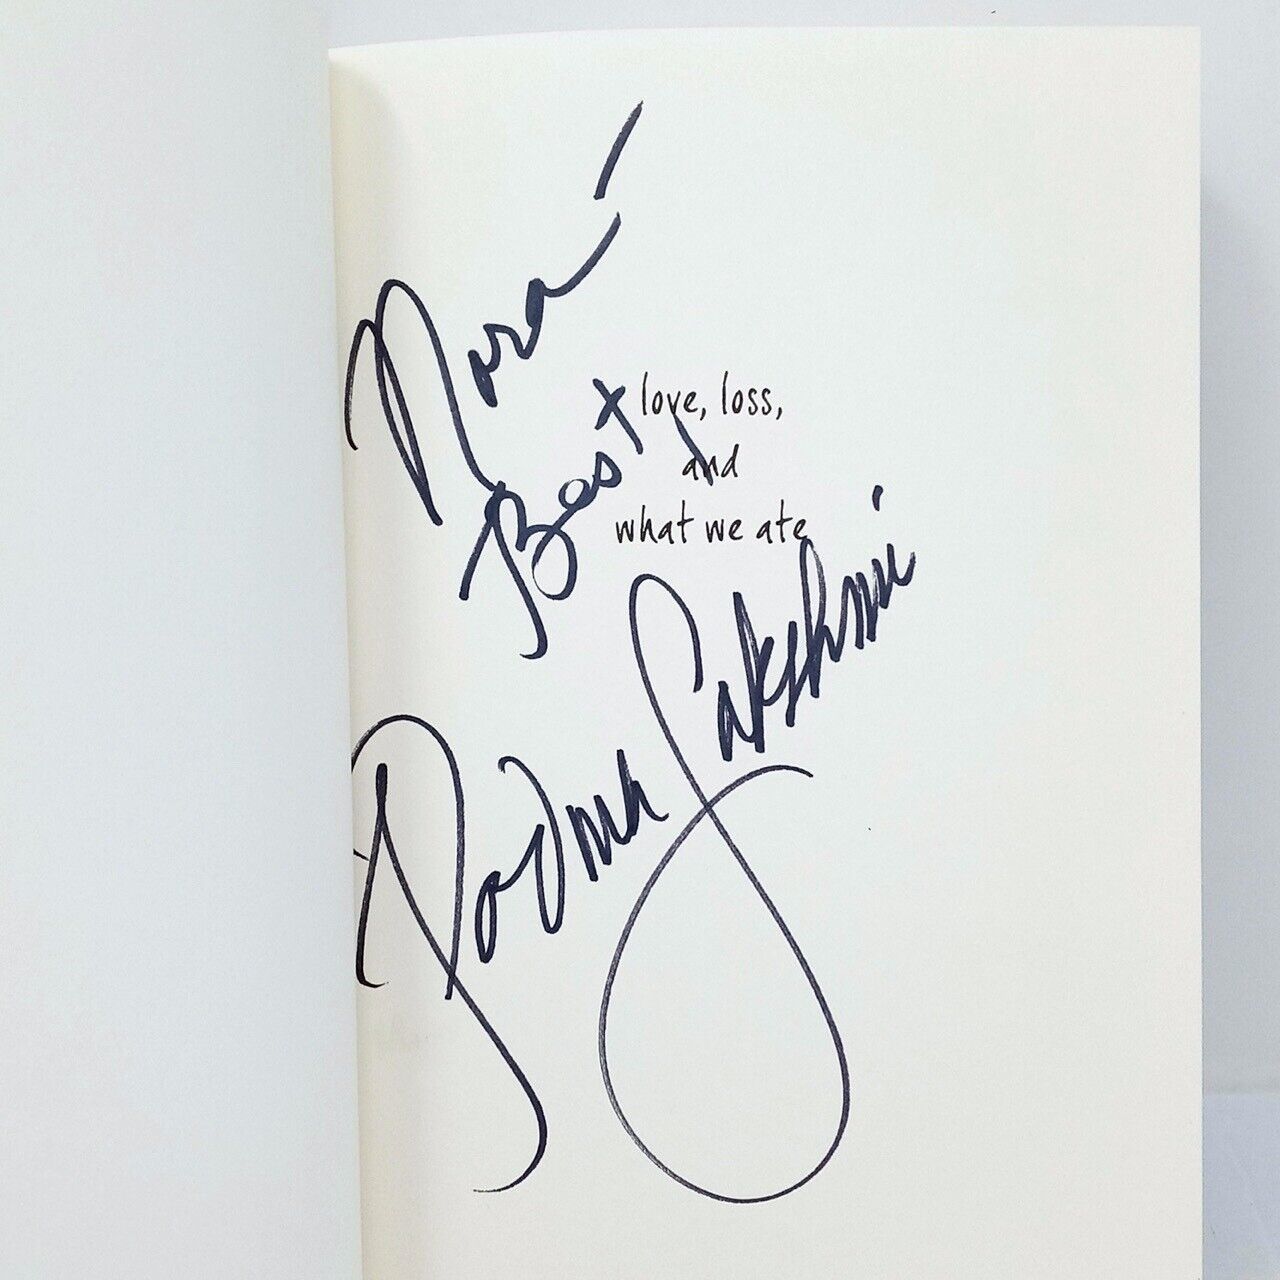 Nora –
Best,
love, loss,
and
what we ate
Padma Lakshmi